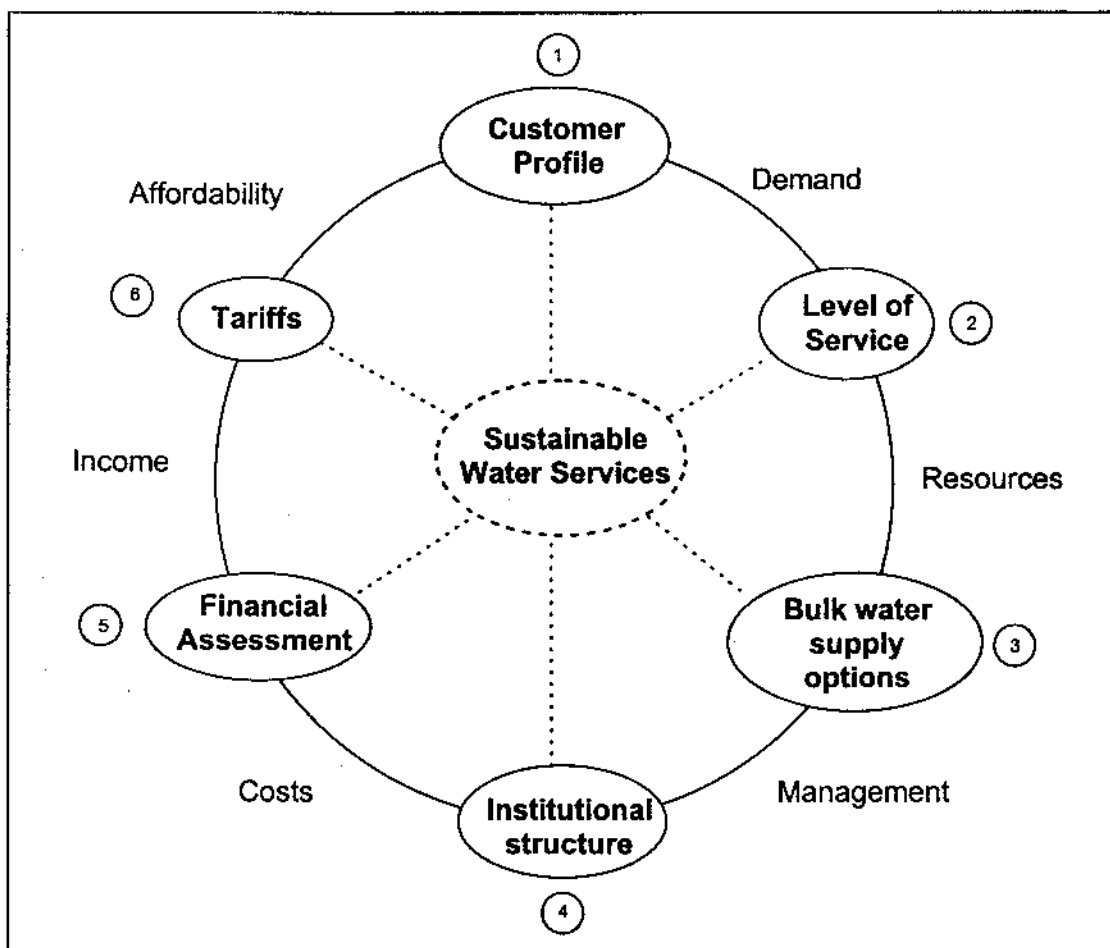 1
Customer
Profile
Affordability
Demand
6
Tariffs
Level of
Service
2
Sustainable
Water Services
Income
Resources
5
Financial
Assessment
Bulk water
supply
options
3
Costs
Institutional
structure
Management
4